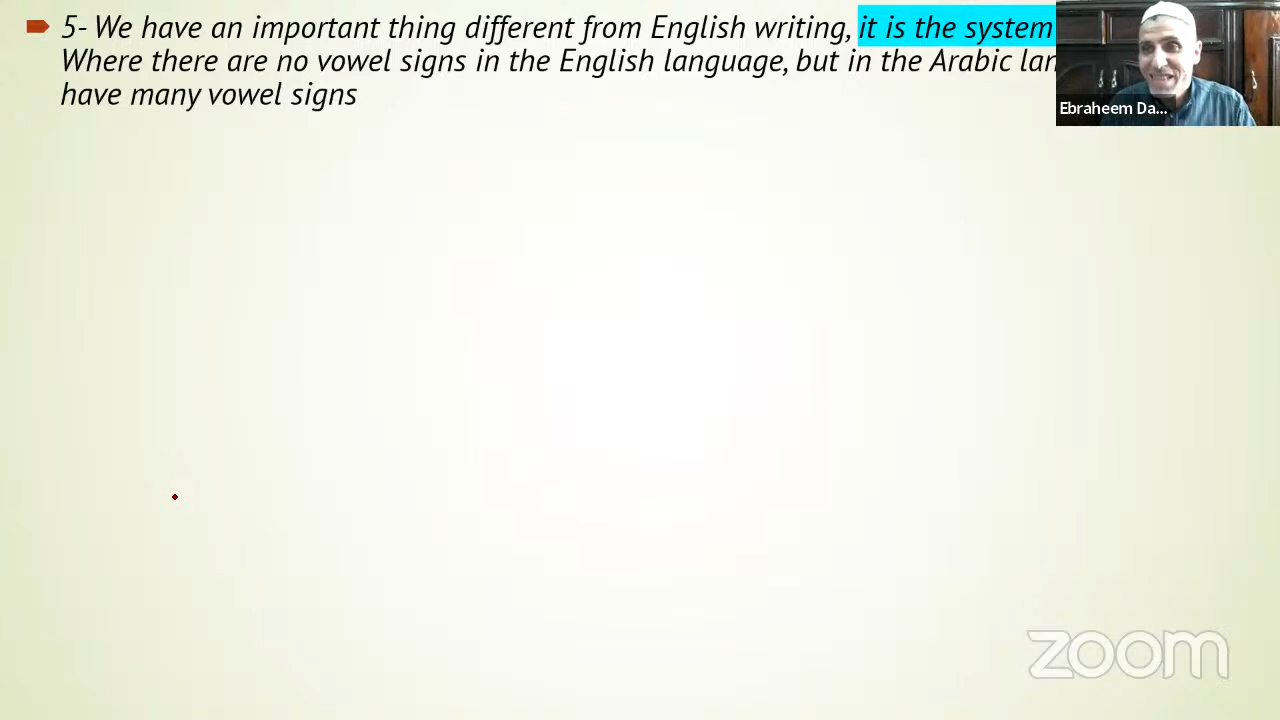 5- We have an important thing different from English writing, it is the system
Where there are no vowel signs in the English language, but in the Arabic
have many vowel signs
Ebraheem Da...
zoom